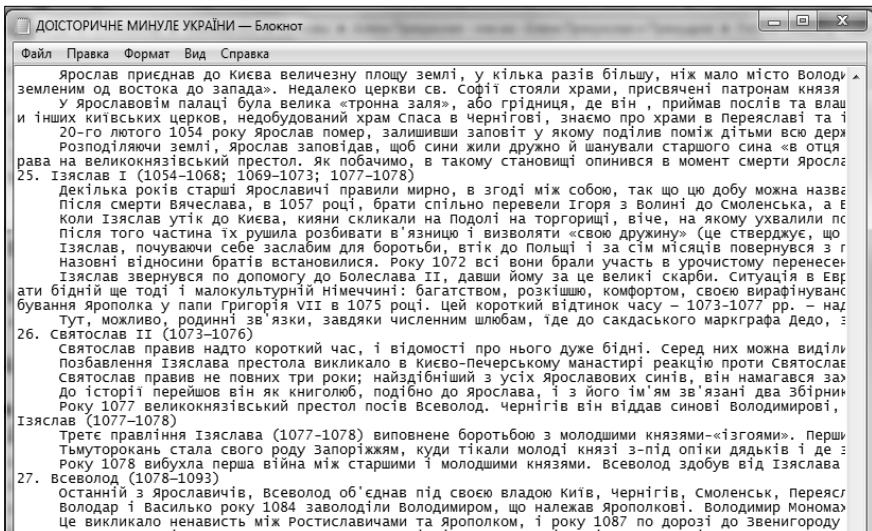 ДОІСТОРИЧНЕ МИНУЛЕ УКРАЇНИ — Блокнот
Файл Правка Формат Вид Справка
Ярослав приєднав до Києва величезну площу землі, у кілька разів більшу, ніж мало місто Володи
земленим од востока до запада». Недалеко церкви св. Софії стояли храми, присвячені патронам князя
У Ярославовім палаці була велика «тронна заля», або грідниця, де він , приймав послів та влаш
и інших київських церков, недобудований храм Спаса в Чернігові, знаємо про храми в Переяславі та і
20-го лютого 1054 року Ярослав помер, залишивши заповіт у якому поділив поміж дітьми всю держ
Розподіляючи землі, Ярослав заповідав, щоб сини жили дружно й шанували старшого сина «в отця
рава на великокнязівський престол. Як побачимо, в такому становищі опинився в момент смерти Яросла
25. Ізяслав I (1054–1068; 1069–1073; 1077–1078)
Декілька років старші Ярославичі правили мирно, в згоді між собою, так що цю добу можна назва
Після смерти Вячеслава, в 1057 році, брати спільно перевели Ігоря з Волині до Смоленська, а В
Коли Ізяслав утік до Києва, кияни скликали на Подолі на торгорищі, віче, на якому ухвалили по
Після того частина їх рушила розбивати в'язницю і визволяти «свою дружину» (це стверджує, що
Ізяслав, почуваючи себе заслабим для боротьби, втік до Польщі і за сім місяців повернувся з п
Назовні відносини братів встановилися. Року 1072 всі вони брали участь в урочистому перенесен
Ізяслав звернувся по допомогу до Болеслава II, давши йому за це великі скарби. Ситуація в Євр
ати бідній ще тоді і малокультурній Німеччині: багатством, розкішшю, комфортом, своєю вирафінувано
бування Ярополка у папи Григорія VII в 1075 році. Цей короткий відтинок часу – 1073-1077 рр. – над
Тут, можливо, родинні зв'язки, завдяки численним шлюбам, їде до сакдаського маркграфа Дедо, з
26. Святослав II (1073–1076)
Святослав правив надто короткий час, і відомості про нього дуже бідні. Серед них можна виділи
Позбавлення Ізяслава престола викликало в Києво-Печерському манастирі реакцію проти Святослав
Святослав правив не повних три роки; найздібніший з усіх Ярославових синів, він намагався зах
До історії перейшов він як книголюб, подібно до Ярослава, і з його ім'ям зв'язані два Збірник
Року 1077 великокнязівський престол посів Всеволод. Чернігів він віддав синові Володимирові,
Ізяслав (1077–1078)
Третє правління Ізяслава (1077-1078) виповнене боротьбою з молодшими князями-«ізгоями». Перши
Тьмуторокань стала свого роду Запоріжжям, куди тікали молоді князі з-під опіки дядьків і де з
Року 1078 вибухла перша війна між старшими і молодшими князями. Всеволод здобув від Ізяслава
27. Всеволод (1078–1093)
Останній з Ярославичів, Всеволод об'єднав під своєю владою Київ, Чернігів, Смоленськ, Переясл
Володар і Василько року 1084 заволоділи Володимиром, що належав Ярополкові. Володимир Мономах
Це викликало ненависть між Ростиславичами та Ярополком, і року 1087 по дорозі до Звенигороду